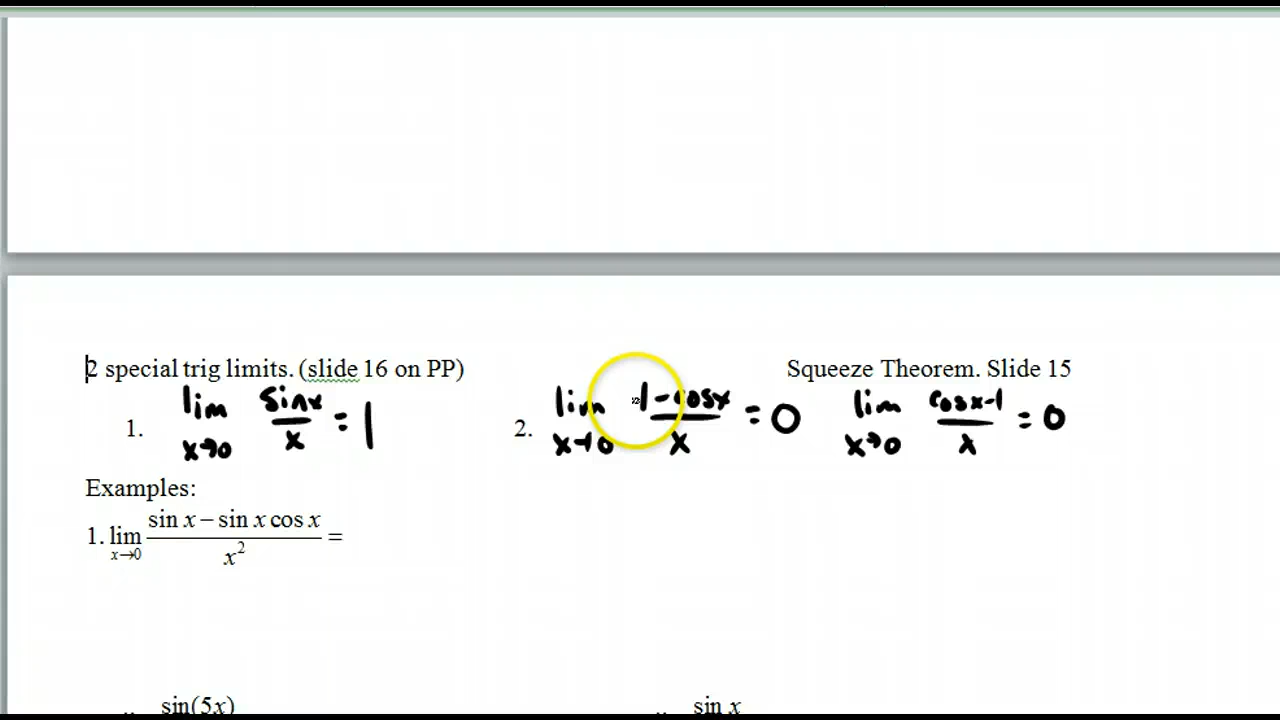 2 special trig limits. (slide 16 on PP) Squeeze Theorem. Slide 15
1. lim x→0 sinx/x = 1 2. lim x→0 1-cosx/x = 0 lim x→0 cosx-1/x = 0
Examples:
1. lim x→0 sin x − sin x cos x / x² =
sin(5x) sin x